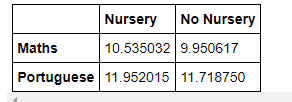 Nursery No Nursery
Maths 10.535032 9.950617
Portuguese 11.952015 11.718750